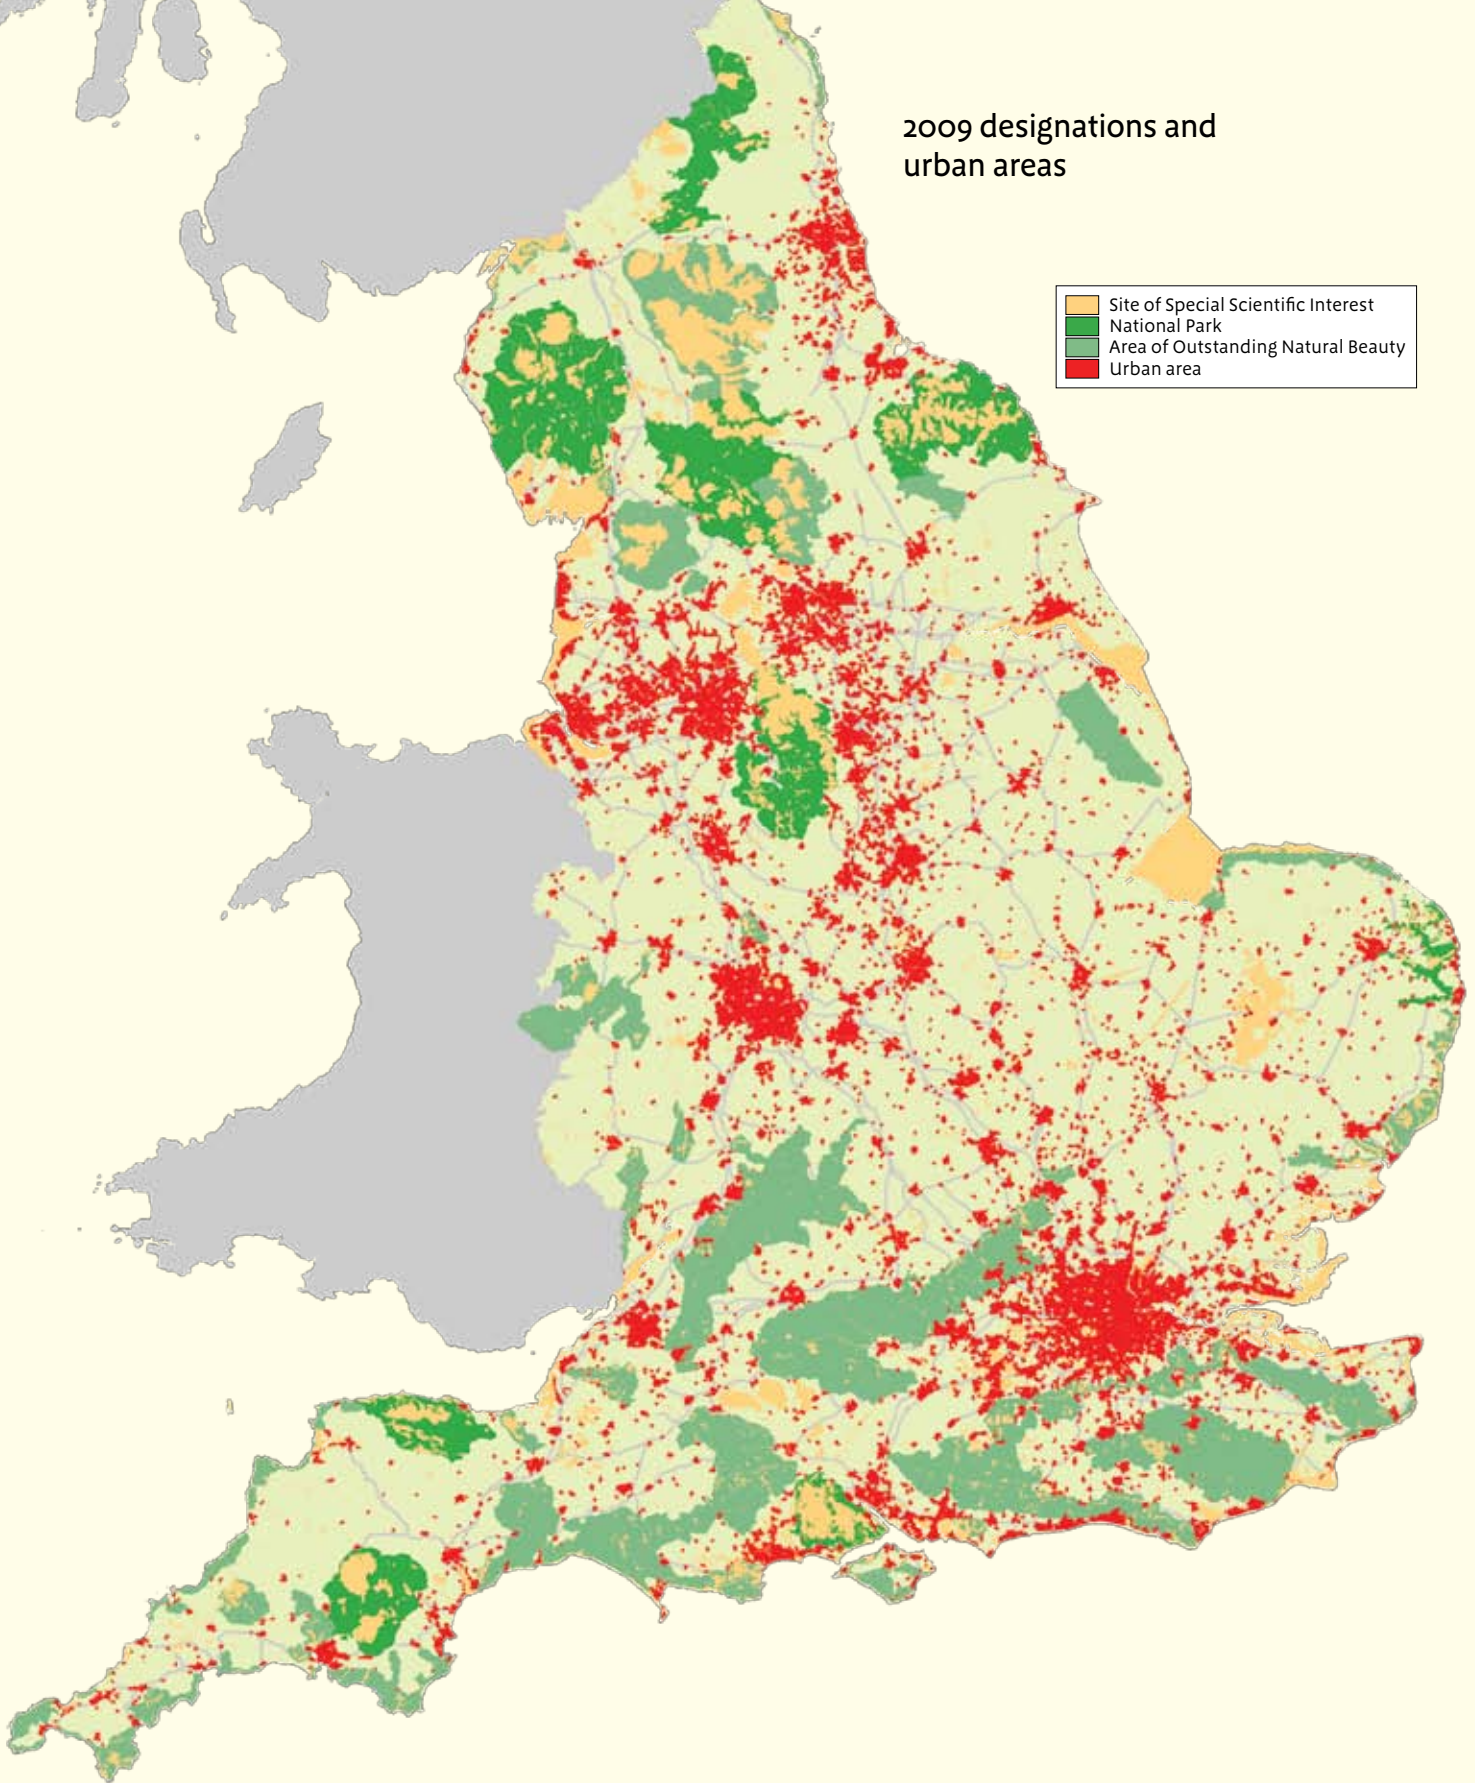 2009 designations and
urban areas
Site of Special Scientific Interest
National Park
Area of Outstanding Natural Beauty
Urban area